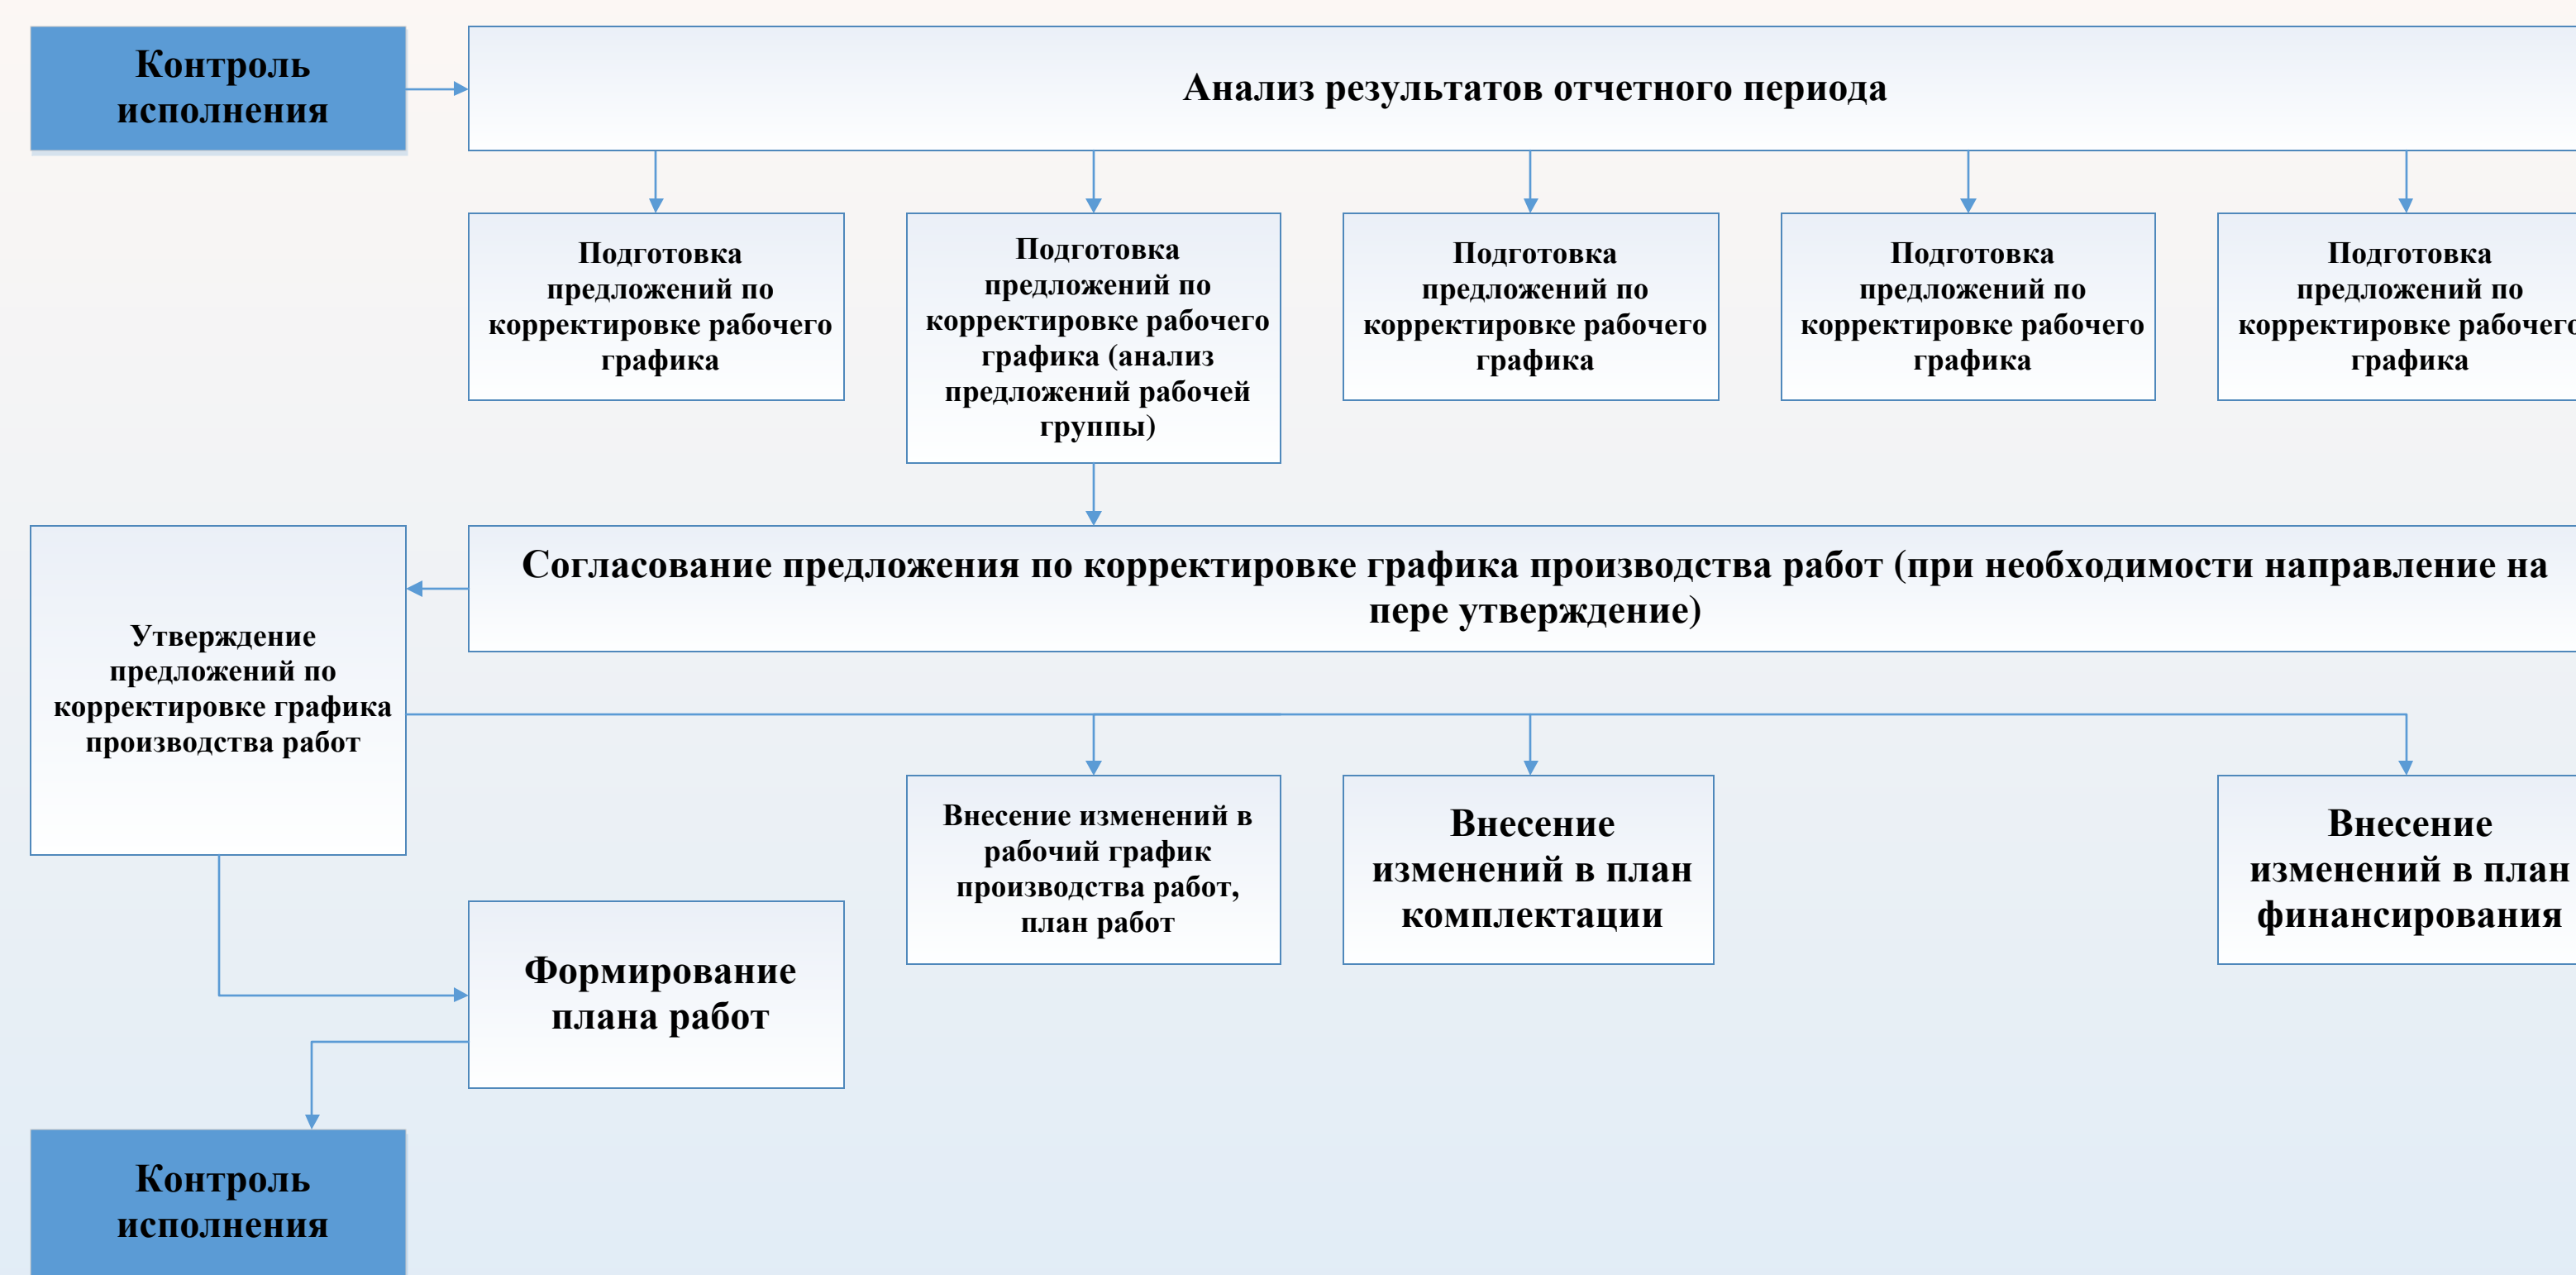 Контроль
исполнения
Анализ результатов отчетного периода
Подготовка
предложений по
корректировке рабочего
графика
Подготовка
предложений по
корректировке рабочего
графика (анализ
предложений рабочей
группы)
Подготовка
предложений по
корректировке рабочего
графика
Подготовка
предложений по
корректировке рабочего
графика
Подготовка
предложений по
корректировке рабочего
графика
Согласование предложения по корректировке графика производства работ (при необходимости направление на
пере утверждение)
Утверждение
предложений по
корректировке графика
производства работ
Внесение изменений в
рабочий график
производства работ,
план работ
Внесение
изменений в план
комплектации
Внесение
изменений в план
финансирования
Формирование
плана работ
Контроль
исполнения